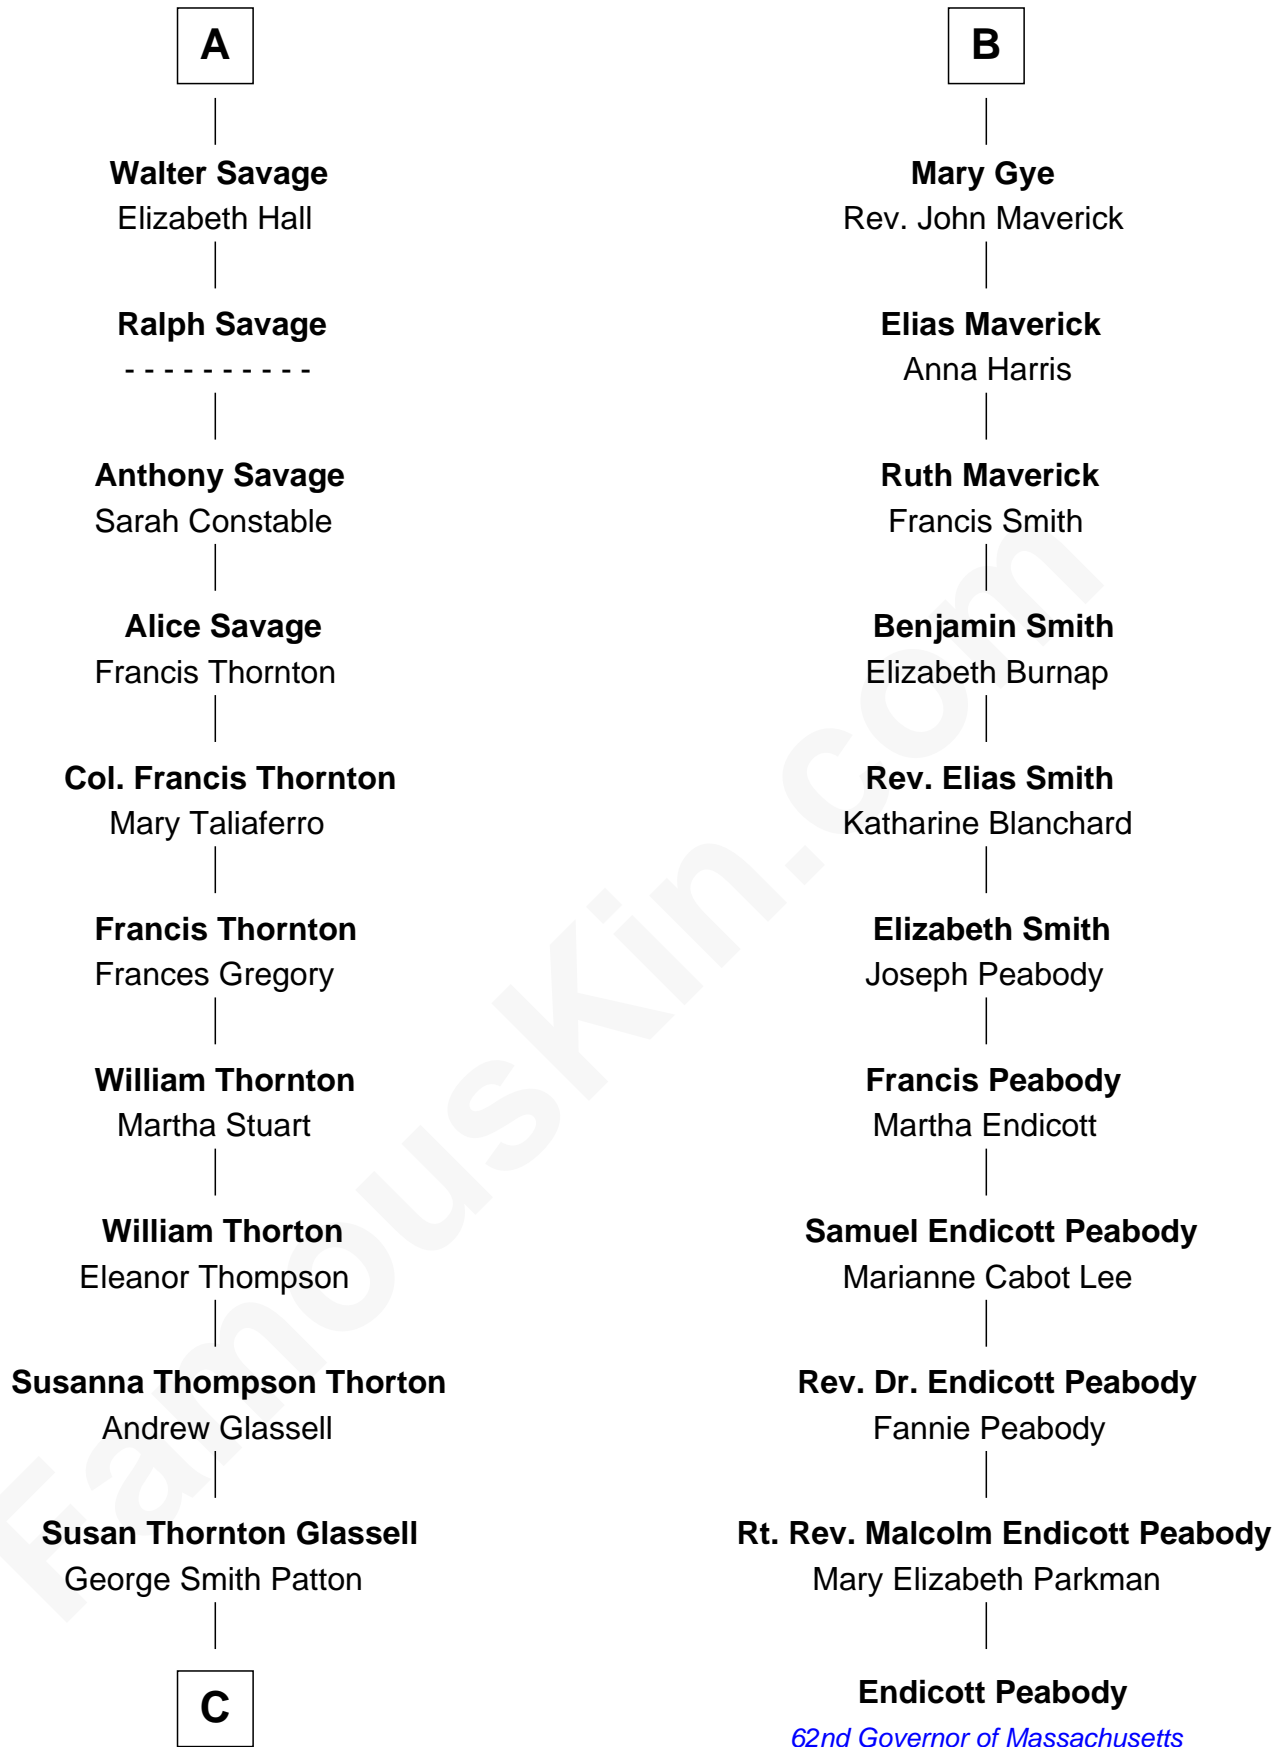 A
Walter Savage
Elizabeth Hall
Ralph Savage
- - - - - - - - - -
Anthony Savage
Sarah Constable
Alice Savage
Francis Thornton
Col. Francis Thornton
Mary Taliaferro
Francis Thornton
Frances Gregory
William Thornton
Martha Stuart
William Thorton
Eleanor Thompson
Susanna Thompson Thorton
Andrew Glassell
Susan Thornton Glassell
George Smith Patton
C
B
Mary Gye
Rev. John Maverick
Elias Maverick
Anna Harris
Ruth Maverick
Francis Smith
Benjamin Smith
Elizabeth Burnap
Rev. Elias Smith
Katharine Blanchard
Elizabeth Smith
Joseph Peabody
Francis Peabody
Martha Endicott
Samuel Endicott Peabody
Marianne Cabot Lee
Rev. Dr. Endicott Peabody
Fannie Peabody
Rt. Rev. Malcolm Endicott Peabody
Mary Elizabeth Parkman
Endicott Peabody
62nd Governor of Massachusetts
FamousKin.com